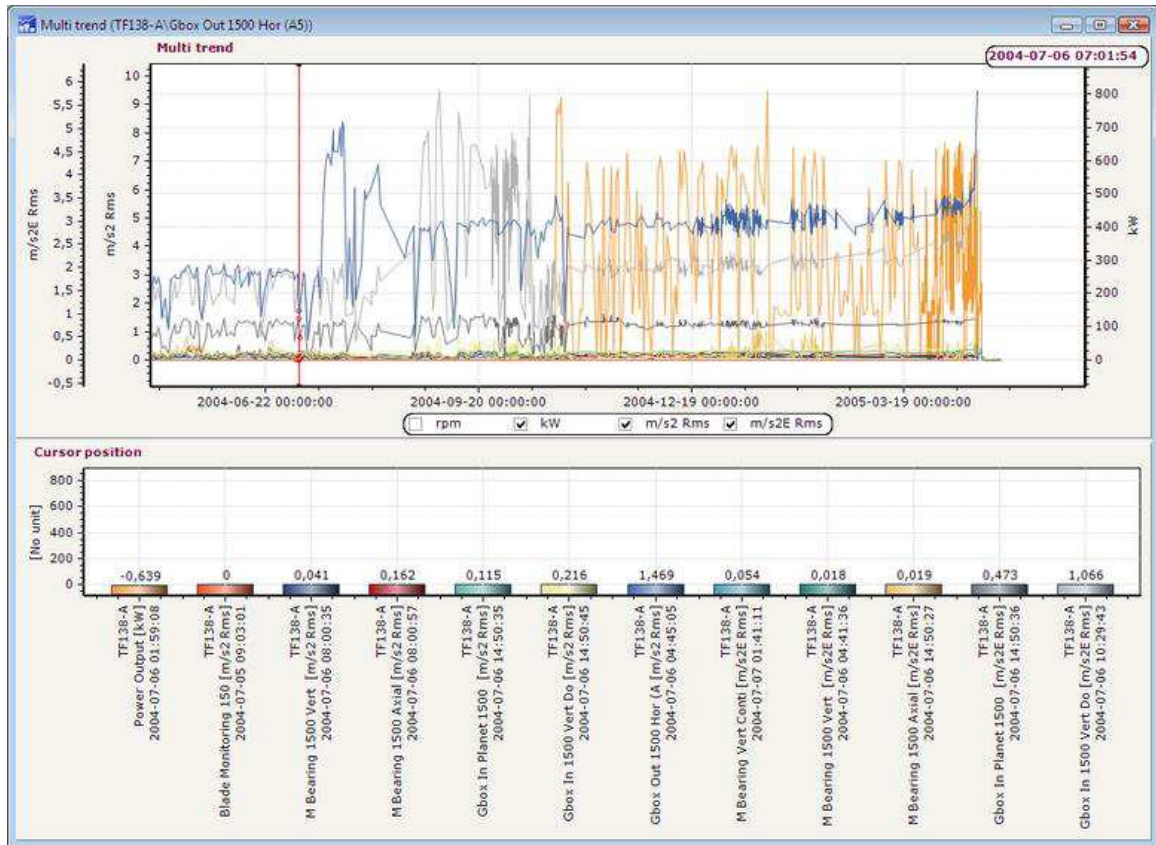 Multi trend (TF138-A\Gbox Out 1500 Hor (A5))
Multi trend
2004-07-06 07:01:54
m/s2E Rms
6
5,5
5
4,5
4
3,5
3
2,5
2
1,5
1
0,5
0
-0,5
m/s2 Rms
10
9
8
7
6
5
4
3
2
1
0
800
700
600
500
400
300
200
100
0
kW
2004-06-22 00:00:00 2004-09-20 00:00:00 2004-12-19 00:00:00 2005-03-19 00:00:00
rpm kW m/s2 Rms m/s2E Rms
Cursor position
[No unit]
800
600
400
200
0
-0,639 0 0,041 0,162 0,115 0,216 1,469 0,054 0,018 0,019 0,473 1,066
TF138-A
Power Output [kW]
2004-07-06 01:59:08
TF138-A
Blade Monitoring 150 [m/s2 Rms]
2004-07-05 09:03:01
TF138-A
M Bearing 1500 Vert [m/s2 Rms]
2004-07-06 08:00:35
TF138-A
M Bearing 1500 Axial [m/s2 Rms]
2004-07-06 08:00:57
TF138-A
Gbox In Planet 1500 [m/s2 Rms]
2004-07-06 14:50:35
TF138-A
Gbox In 1500 Vert Do [m/s2 Rms]
2004-07-06 14:50:45
TF138-A
Gbox Out 1500 Hor (A [m/s2 Rms]
2004-07-06 04:45:05
TF138-A
M Bearing Vert Conti [m/s2E Rms]
2004-07-07 01:41:11
TF138-A
M Bearing 1500 Vert [m/s2E Rms]
2004-07-06 04:41:36
TF138-A
M Bearing 1500 Axial [m/s2E Rms]
2004-07-06 14:50:27
TF138-A
Gbox In Planet 1500 [m/s2E Rms]
2004-07-06 14:50:36
TF138-A
Gbox In 1500 Vert Do [m/s2E Rms]
2004-07-06 10:29:43